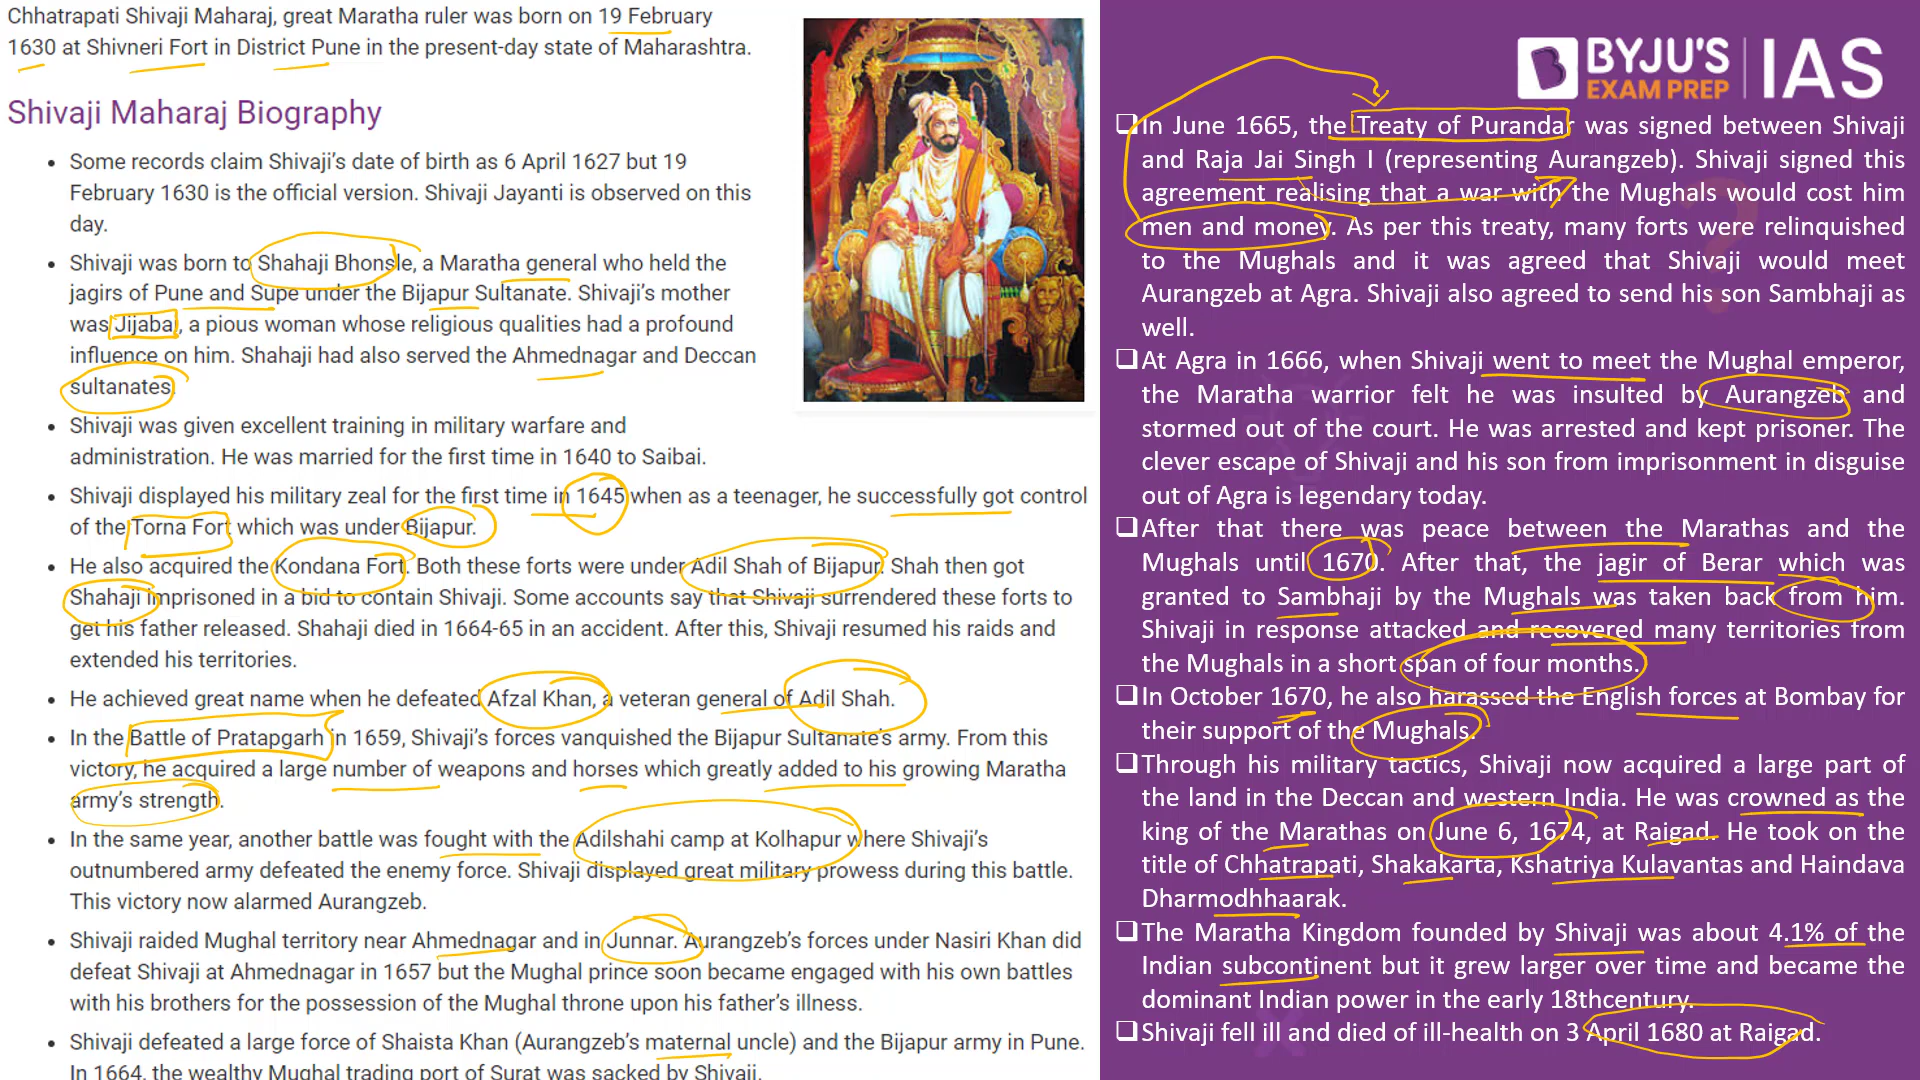 Chhatrapati Shivaji Maharaj, great Maratha ruler was born on 19 February
1630 at Shivneri Fort in District Pune in the present-day state of Maharashtra.
Shivaji Maharaj Biography
• Some records claim Shivaji's date of birth as 6 April 1627 but 19
February 1630 is the official version. Shivaji Jayanti is observed on this
day.
• Shivaji was born to Shahaji Bhonsle, a Maratha general who held the
jagirs of Pune and Supe under the Bijapur Sultanate. Shivaji's mother
was Jijabai, a pious woman whose religious qualities had a profound
influence on him. Shahaji had also served the Ahmednagar and Deccan
sultanates.
• Shivaji was given excellent training in military warfare and
administration. He was married for the first time in 1640 to Saibai.
• Shivaji displayed his military zeal for the first time in 1645 when as a teenager, he successfully got control
of the Torna Fort which was under Bijapur.
• He also acquired the Kondana Fort. Both these forts were under Adil Shah of Bijapur. Shah then got
Shahaji imprisoned in a bid to contain Shivaji. Some accounts say that Shivaji surrendered these forts to
get his father released. Shahaji died in 1664-65 in an accident. After this, Shivaji resumed his raids and
extended his territories.
• He achieved great name when he defeated Afzal Khan, a veteran general of Adil Shah.
• In the Battle of Pratapgarh in 1659, Shivaji's forces vanquished the Bijapur Sultanate's army. From this
victory, he acquired a large number of weapons and horses which greatly added to his growing Maratha
army's strength.
• In the same year, another battle was fought with the Adilshahi camp at Kolhapur where Shivaji's
outnumbered army defeated the enemy force. Shivaji displayed great military prowess during this battle.
This victory now alarmed Aurangzeb.
• Shivaji raided Mughal territory near Ahmednagar and in Junnar. Aurangzeb's forces under Nasiri Khan did
defeat Shivaji at Ahmednagar in 1657 but the Mughal prince soon became engaged with his own battles
with his brothers for the possession of the Mughal throne upon his father's illness.
• Shivaji defeated a large force of Shaista Khan (Aurangzeb's maternal uncle) and the Bijapur army in Pune.
In 1664, the wealthy Mughal trading port of Surat was sacked by Shivaji.
BYJU'S
EXAM PREP
IAS
❑In June 1665, the Treaty of Purandar was signed between Shivaji
and Raja Jai Singh I (representing Aurangzeb). Shivaji signed this
agreement realising that a war with the Mughals would cost him
men and money. As per this treaty, many forts were relinquished
to the Mughals and it was agreed that Shivaji would meet
Aurangzeb at Agra. Shivaji also agreed to send his son Sambhaji as
well.
❑At Agra in 1666, when Shivaji went to meet the Mughal emperor,
the Maratha warrior felt he was insulted by Aurangzeb and
stormed out of the court. He was arrested and kept prisoner. The
clever escape of Shivaji and his son from imprisonment in disguise
out of Agra is legendary today.
❑After that there was peace between the Marathas and the
Mughals until 1670. After that, the jagir of Berar which was
granted to Sambhaji by the Mughals was taken back from him.
Shivaji in response attacked and recovered many territories from
the Mughals in a short span of four months.
❑In October 1670, he also harassed the English forces at Bombay for
their support of the Mughals.
❑Through his military tactics, Shivaji now acquired a large part of
the land in the Deccan and western India. He was crowned as the
king of the Marathas on June 6, 1674, at Raigad. He took on the
title of Chhatrapati, Shakakarta, Kshatriya Kulavantas and Haindava
Dharmodhhaarak.
❑The Maratha Kingdom founded by Shivaji was about 4.1% of the
Indian subcontinent but it grew larger over time and became the
dominant Indian power in the early 18thcentury.
❑Shivaji fell ill and died of ill-health on 3 April 1680 at Raigad.